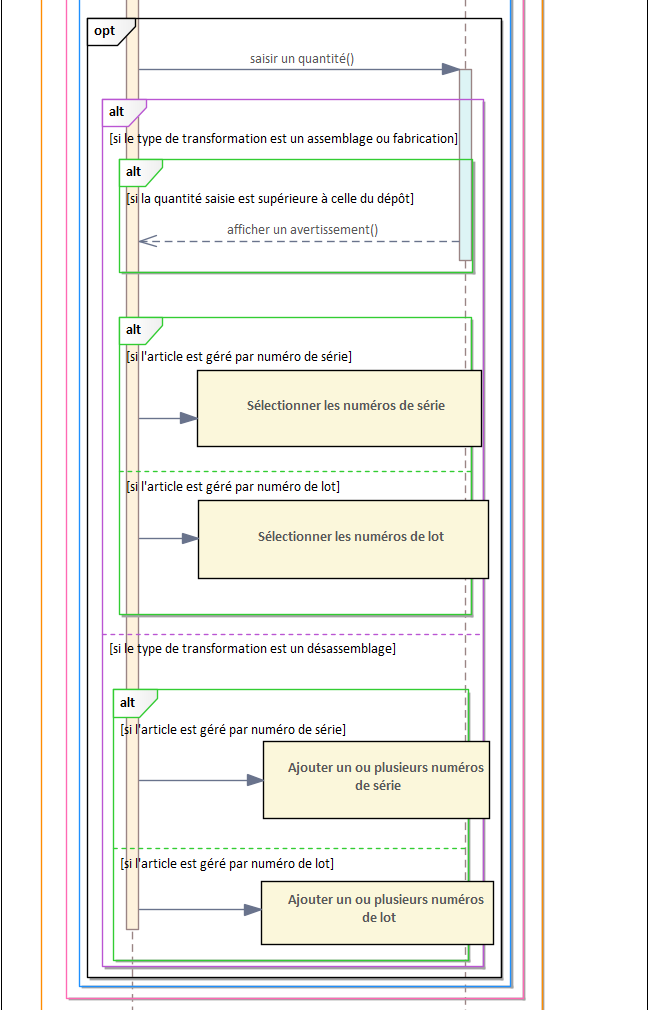 opt
saisir un quantité()
alt
[si le type de transformation est un assemblage ou fabrication]
alt
[si la quantité saisie est supérieure à celle du dépôt]
afficher un avertissement()
alt
[si l'article est géré par numéro de série]
Sélectionner les numéros de série
[si l'article est géré par numéro de lot]
Sélectionner les numéros de lot
[si le type de transformation est un désassemblage]
alt
[si l'article est géré par numéro de série]
Ajouter un ou plusieurs numéros
de série
[si l'article est géré par numéro de lot]
Ajouter un ou plusieurs numéros
de lot